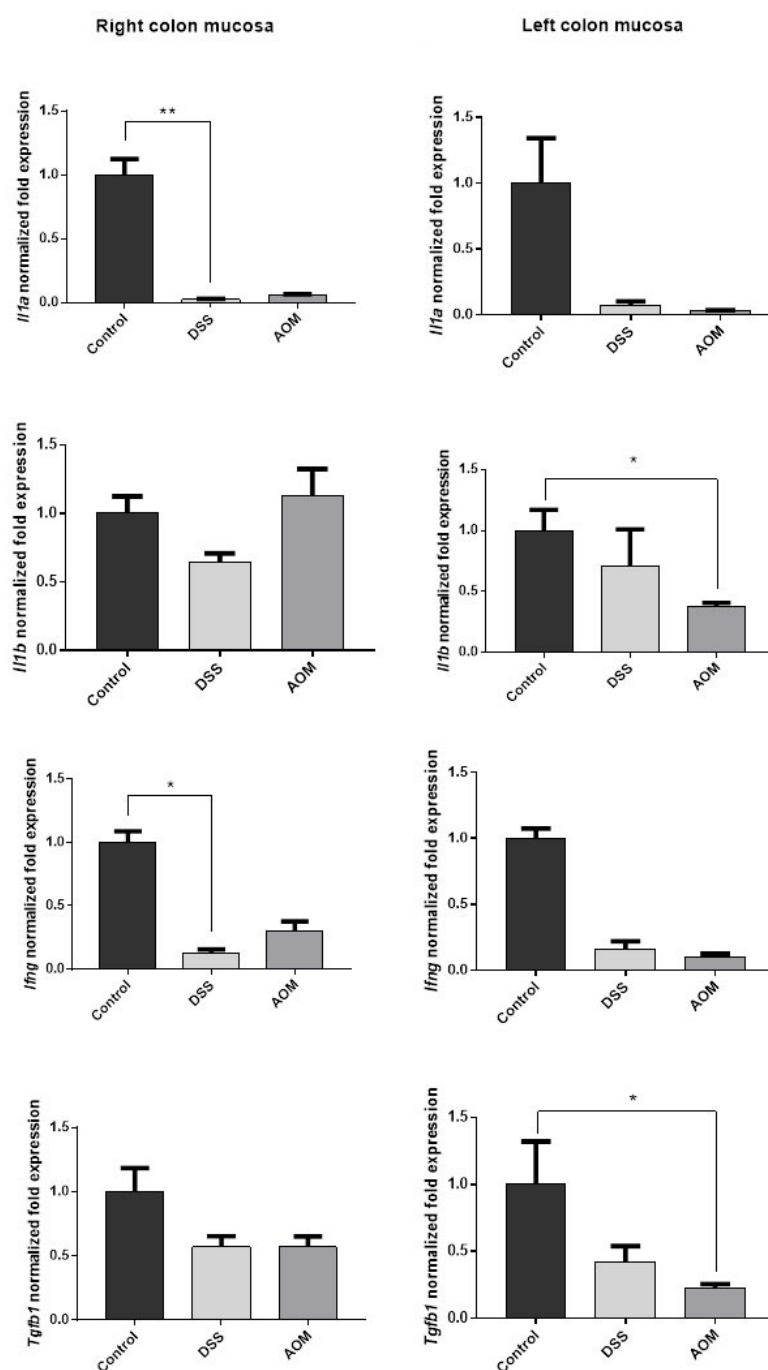 Right colon mucosa
Left colon mucosa
Il1a normalized fold expression
1.5
1.0
0.5
0.0
**
Control
DSS
AOM
Il1a normalized fold expression
1.5
1.0
0.5
0.0
Control
DSS
AOM
Il1b normalized fold expression
1.5
1.0
0.5
0.0
Control
DSS
AOM
Il1b normalized fold expression
1.5
1.0
0.5
0.0
*
Control
DSS
AOM
Ifng normalized fold expression
1.5
1.0
0.5
0.0
*
Control
DSS
AOM
Ifng normalized fold expression
1.5
1.0
0.5
0.0
Control
DSS
AOM
Tgfb1 normalized fold expression
1.5
1.0
0.5
0.0
Control
DSS
AOM
Tgfb1 normalized fold expression
1.5
1.0
0.5
0.0
*
Control
DSS
AOM